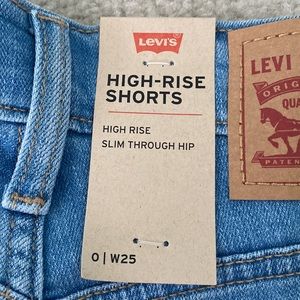 Levi's
HIGH-RISE
SHORTS
HIGH RISE
SLIM THROUGH HIP
0 | W25
LEVI
ORIG
QUA
PATEN